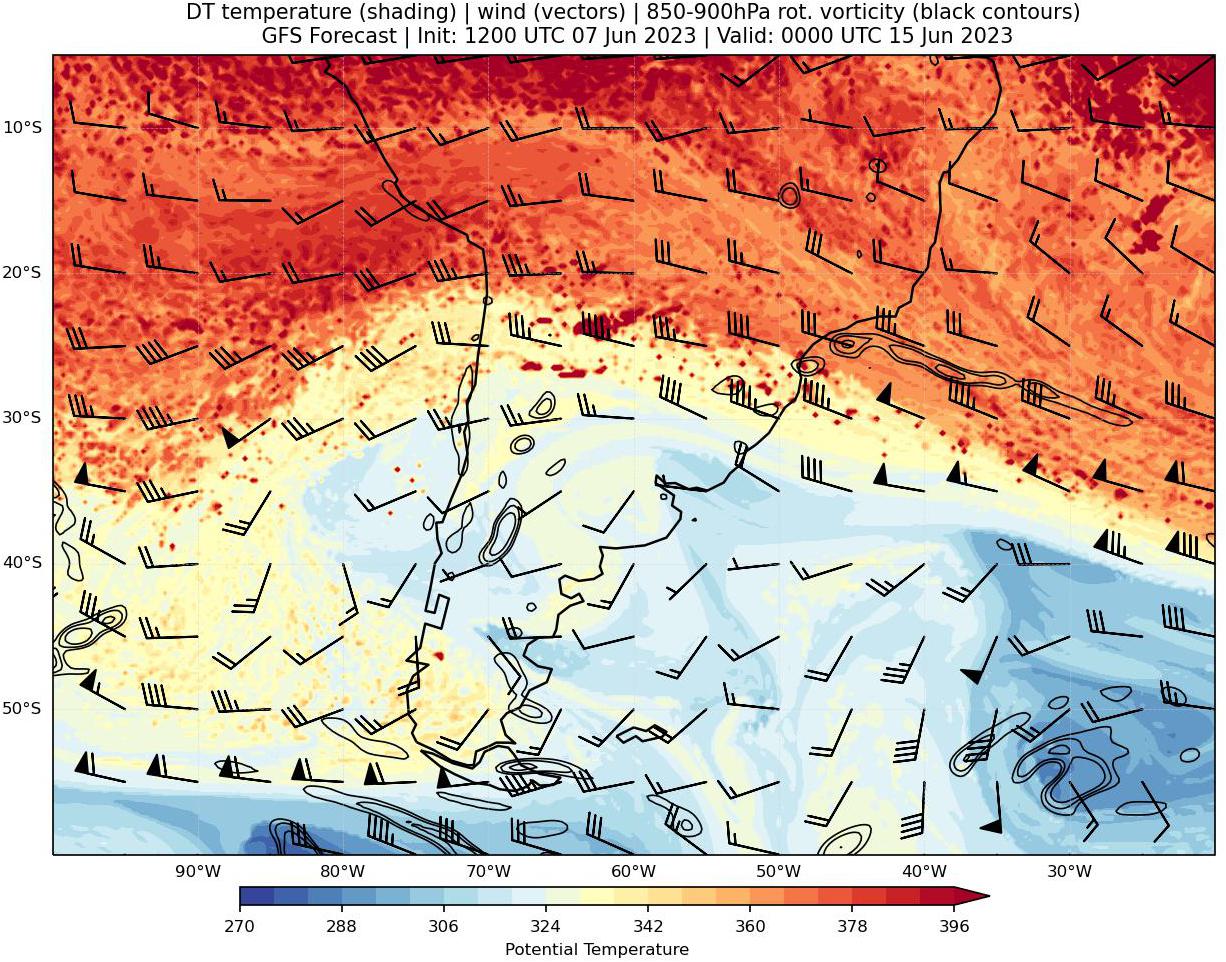 DT temperature (shading) | wind (vectors) | 850-900hPa rot. vorticity (black contours)
GFS Forecast | Init: 1200 UTC 07 Jun 2023 | Valid: 0000 UTC 15 Jun 2023
10°S
20°S
30°S
40°S
50°S
90°W 80°W 70°W 60°W 50°W 40°W 30°W
270 288 306 324 342 360 378 396
Potential Temperature